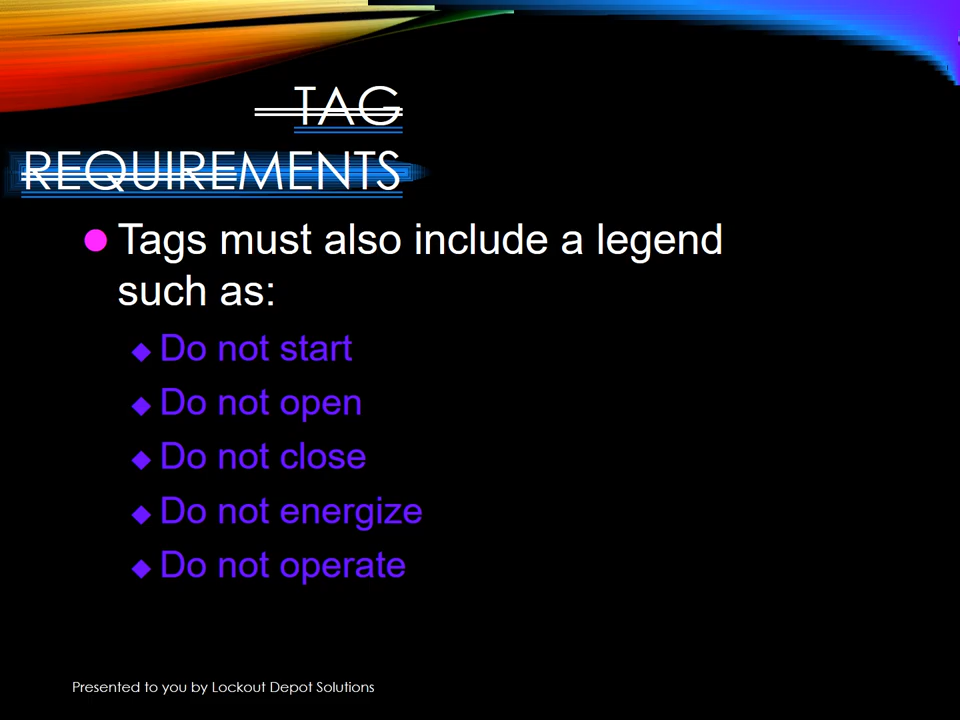 TAG
REQUIREMENTS
Tags must also include a legend
such as:
Do not start
Do not open
Do not close
Do not energize
Do not operate
Presented to you by Lockout Depot Solutions